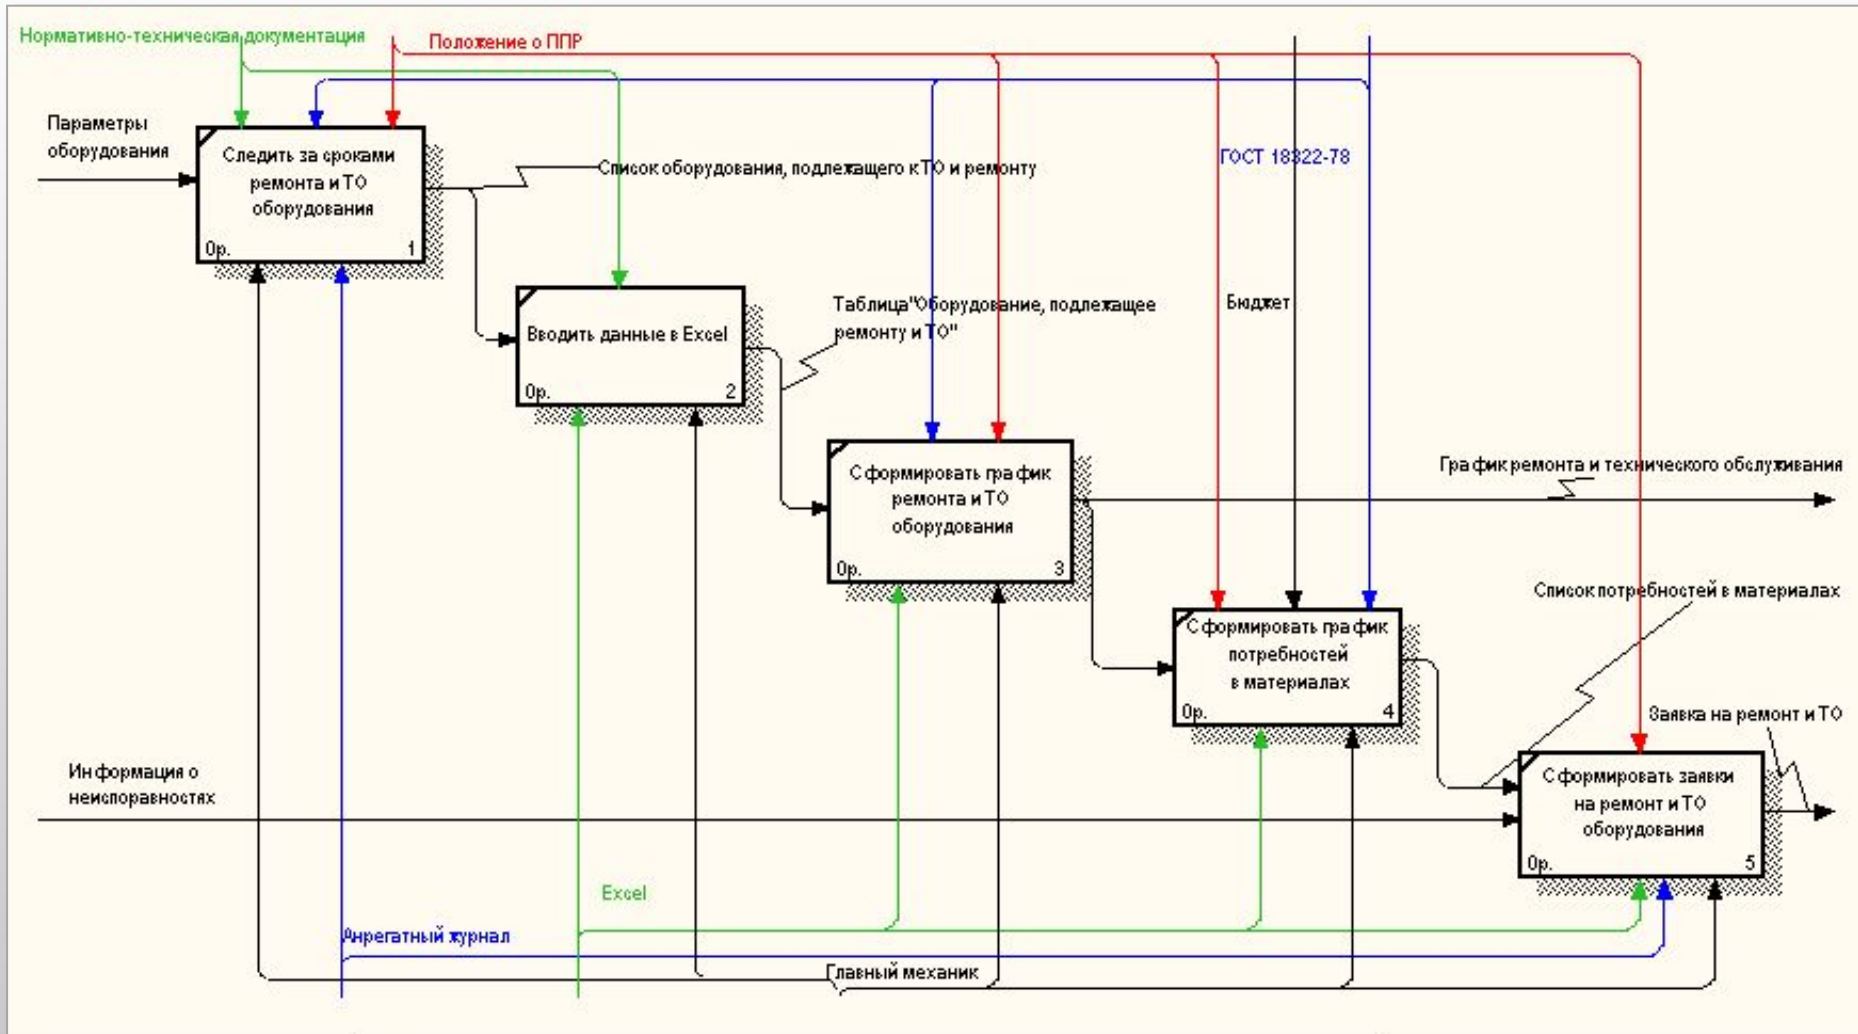 Нормативно-техническая документация
Положение о ППР
Параметры
оборудования
Следить за сроками
ремонта и ТО
оборудования
0р.
1
Список оборудования, подлежащего к ТО и ремонту
ГОСТ 18322-78
Вводить данные в Excel
0р.
2
Таблица"Оборудование, подлежащее
ремонту и ТО"
Бюджет
Сформировать график
ремонта и ТО
оборудования
0р.
3
График ремонта и технического обслуживания
Сформировать график
потребностей
в материалах
0р.
4
Список потребностей в материалах
Заявка на ремонт и ТО
Информация о
неиспоравностях
Сформировать заявки
на ремонт и ТО
оборудования
0р.
5
Excel
Анрегатный журнал
Главный механик